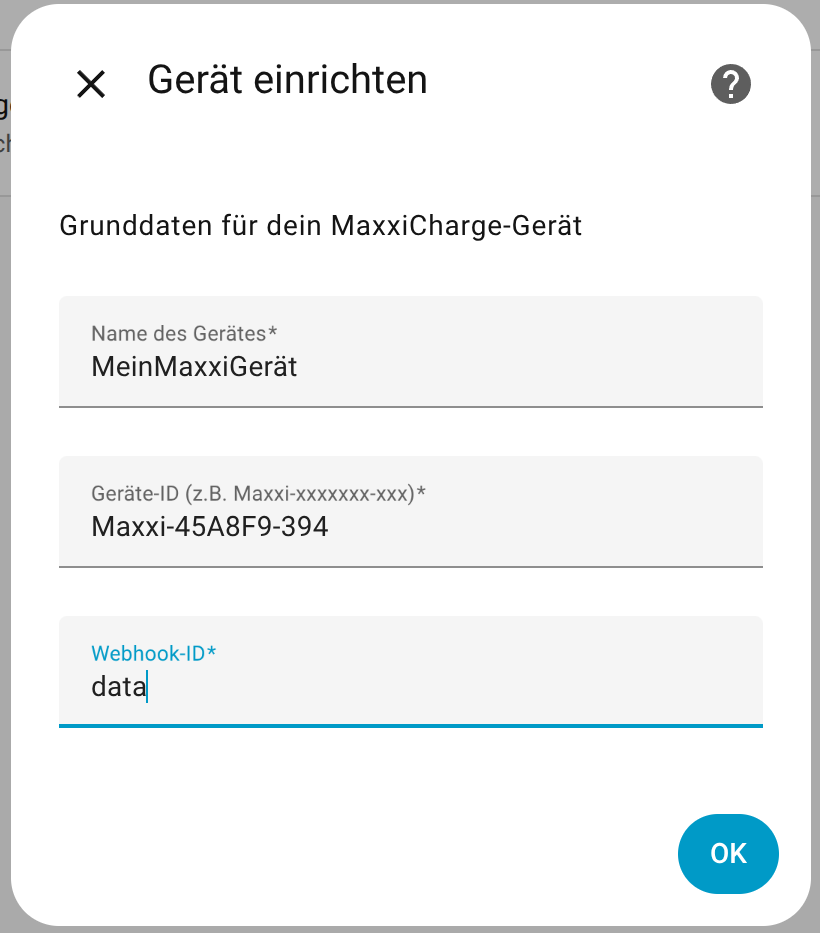 Gerät einrichten
Grunddaten für dein MaxxiCharge-Gerät
Name des Gerätes*
MeinMaxxiGerät
Geräte-ID (z.B. Maxxi-xxxxxxx-xxx)*
Maxxi-45A8F9-394
Webhook-ID*
data
OK